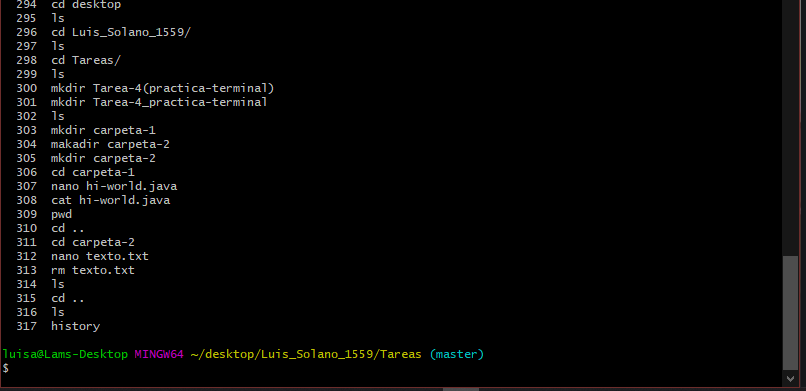 294 cd desktop
295 ls
296 cd Luis_Solano_1559/
297 ls
298 cd Tareas/
299 ls
300 mkdir Tarea-4(practica-terminal)
301 mkdir Tarea-4_practica-terminal
302 ls
303 mkdir carpeta-1
304 makadir carpeta-2
305 mkdir carpeta-2
306 cd carpeta-1
307 nano hi-world.java
308 cat hi-world.java
309 pwd
310 cd ..
311 cd carpeta-2
312 nano texto.txt
313 rm texto.txt
314 ls
315 cd ..
316 ls
317 history
luisa@Lams-Desktop MINGW64 ~/desktop/Luis_Solano_1559/Tareas (master)
$